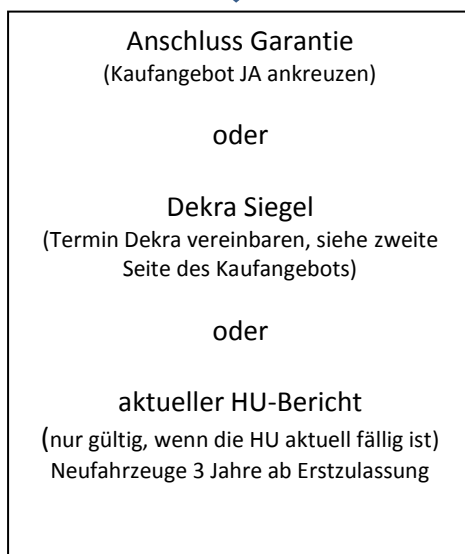 Anschluss Garantie
(Kaufangebot JA ankreuzen)
oder
Dekra Siegel
(Termin Dekra vereinbaren, siehe zweite
Seite des Kaufangebots)
oder
aktueller HU-Bericht
(nur gültig, wenn die HU aktuell fällig ist)
Neufahrzeuge 3 Jahre ab Erstzulassung